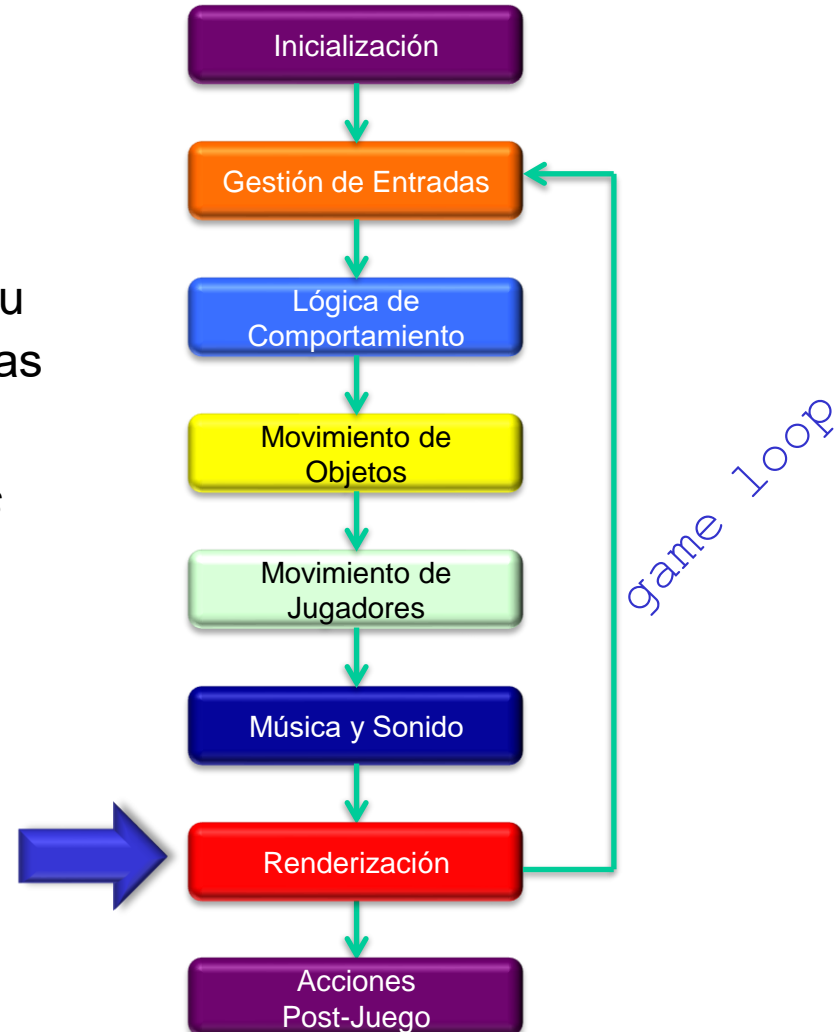 Inicialización
Gestión de Entradas
u
Lógica de
Comportamiento
as
Movimiento de
Objetos
game loop
Movimiento de
Jugadores
Música y Sonido
Renderización
Acciones
Post-Juego